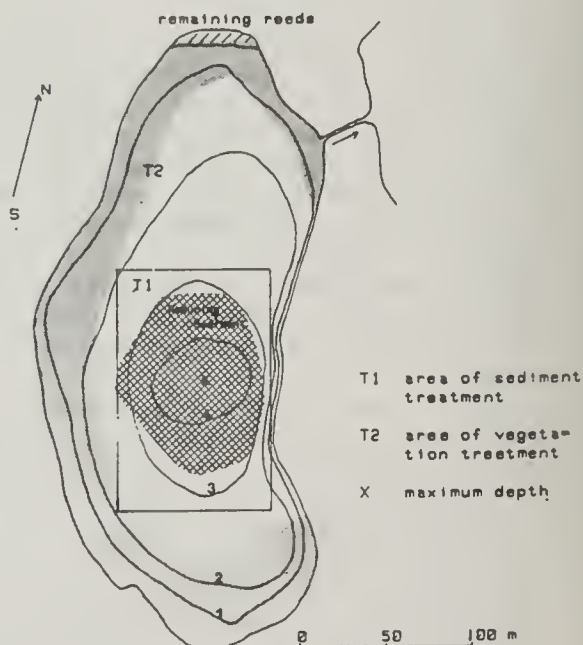 remaining reeds
N
S
T2
T1
T1 area of sediment
treatment
T2 area of vegeta-
tion treetment
X maximum depth
3
2
1
0 50 100 m